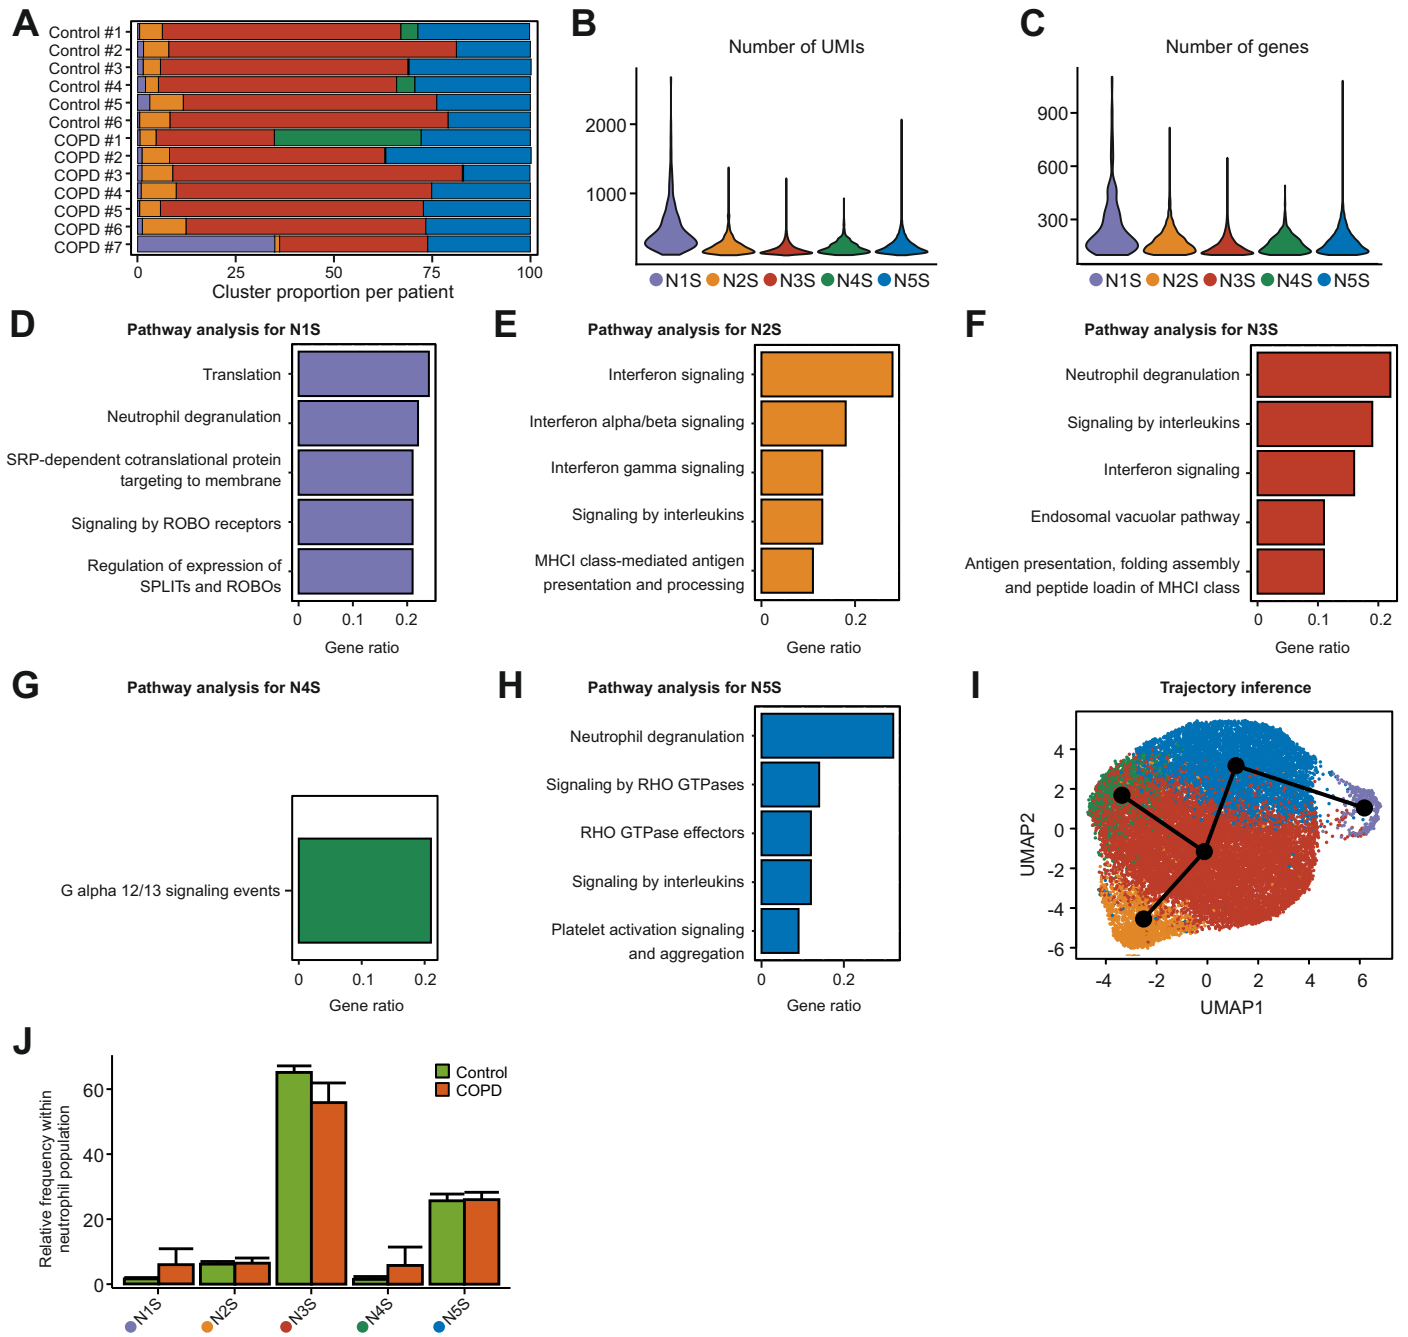 A
Control #1
Control #2
Control #3
Control #4
Control #5
Control #6
COPD #1
COPD #2
COPD #3
COPD #4
COPD #5
COPD #6
COPD #7
0 25 50 75 100
Cluster proportion per patient
B
Number of UMIs
2000
1000
N1S N2S N3S N4S N5S
C
Number of genes
900
600
300
N1S N2S N3S N4S N5S
D
Pathway analysis for N1S
Translation
Neutrophil degranulation
SRP-dependent cotranslational protein
targeting to membrane
Signaling by ROBO receptors
Regulation of expression of
SPLITs and ROBOs
0 0.1 0.2
Gene ratio
E
Pathway analysis for N2S
Interferon signaling
Interferon alpha/beta signaling
Interferon gamma signaling
Signaling by interleukins
MHCI class-mediated antigen
presentation and processing
0 0.2
Gene ratio
F
Pathway analysis for N3S
Neutrophil degranulation
Signaling by interleukins
Interferon signaling
Endosomal vacuolar pathway
Antigen presentation, folding assembly
and peptide loadin of MHCI class
0 0.1 0.2
Gene ratio
G
Pathway analysis for N4S
G alpha 12/13 signaling events
0 0.1 0.2
Gene ratio
H
Pathway analysis for N5S
Neutrophil degranulation
Signaling by RHO GTPases
RHO GTPase effectors
Signaling by interleukins
Platelet activation signaling
and aggregation
0 0.2
Gene ratio
I
Trajectory inference
UMAP2
4
2
0
-2
-4
-6
-4 -2 0 2 4 6
UMAP1
J
Relative frequency within
neutrophil population
60
40
20
0
Control
COPD
N1S N2S N3S N4S N5S